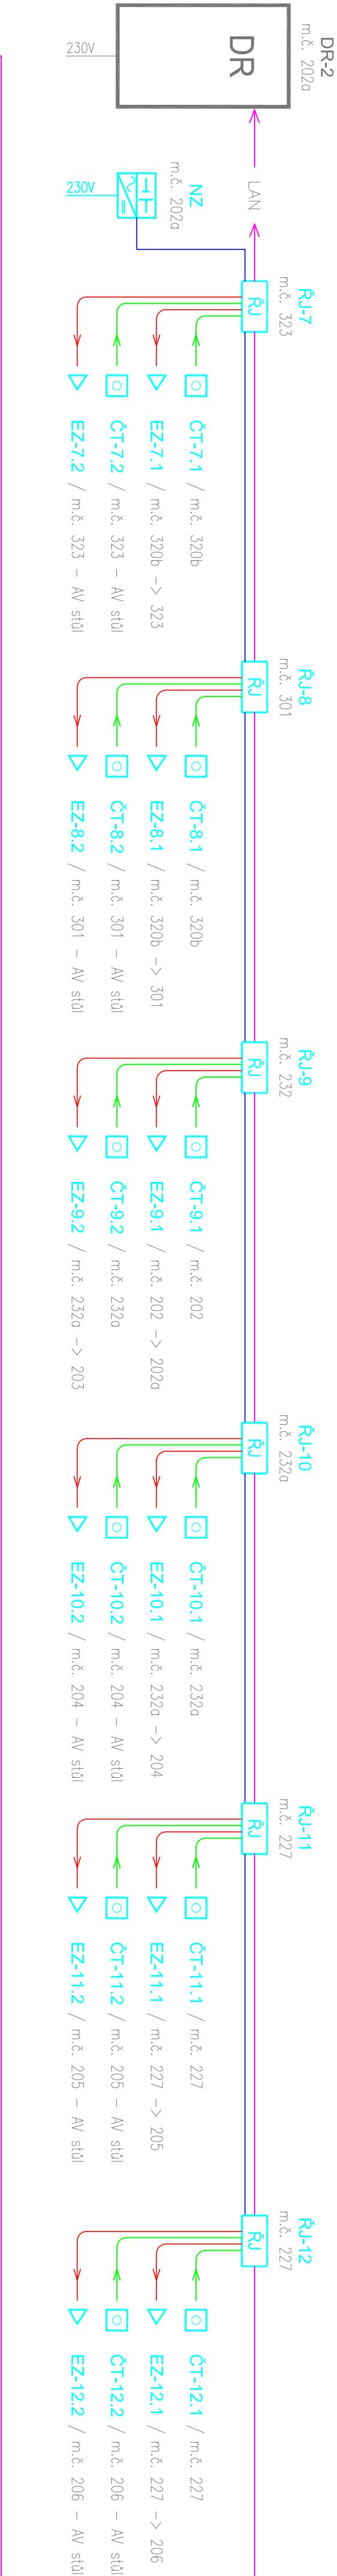 DR-2
m.č. 202a
DR
230V
LAN
NZ
m.č. 202a
230V
ŘJ-7
m.č. 323
ŘJ
ČT-7.1 / m.č. 320b
EZ-7.1 / m.č. 320b -> 323
ČT-7.2 / m.č. 323 - AV stůl
EZ-7.2 / m.č. 323 - AV stůl
ŘJ-8
m.č. 301
ŘJ
ČT-8.1 / m.č. 320b
EZ-8.1 / m.č. 320b -> 301
ČT-8.2 / m.č. 301 - AV stůl
EZ-8.2 / m.č. 301 - AV stůl
ŘJ-9
m.č. 232
ŘJ
ČT-9.1 / m.č. 202
EZ-9.1 / m.č. 202 -> 202a
ČT-9.2 / m.č. 232a
EZ-9.2 / m.č. 232a -> 203
ŘJ-10
m.č. 232a
ŘJ
ČT-10.1 / m.č. 232a
EZ-10.1 / m.č. 232a -> 204
ČT-10.2 / m.č. 204 - AV stůl
EZ-10.2 / m.č. 204 - AV stůl
ŘJ-11
m.č. 227
ŘJ
ČT-11.1 / m.č. 227
EZ-11.1 / m.č. 227 -> 205
ČT-11.2 / m.č. 205 - AV stůl
EZ-11.2 / m.č. 205 - AV stůl
ŘJ-12
m.č. 227
ŘJ
ČT-12.1 / m.č. 227
EZ-12.1 / m.č. 227 -> 206
ČT-12.2 / m.č. 206 - AV stůl
EZ-12.2 / m.č. 206 - AV stůl